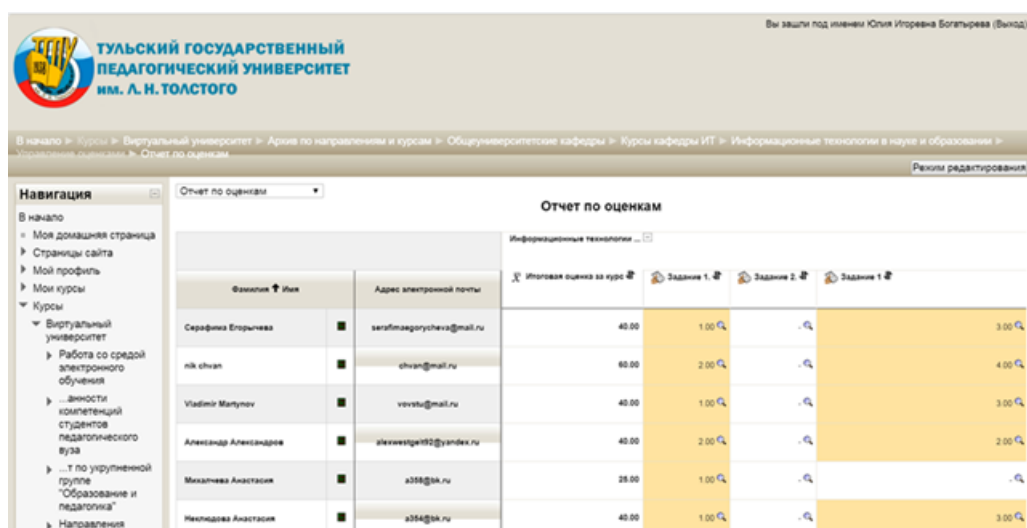 Вы зашли под именем Юлия Игоревна Богатырева (Выход)
ТУЛЬСКИЙ ГОСУДАРСТВЕННЫЙ
ПЕДАГОГИЧЕСКИЙ УНИВЕРСИТЕТ
им. Л. Н. ТОЛСТОГО
В начало ► Курсы ► Виртуальный университет ► Архив по направлениям и курсам ► Общеуниверситетские кафедры ► Курсы кафедры ИТ ► Информационные технологии в науке и образовании ►
Управление оценками ► Отчет по оценкам
Режим редактирования
Навигация
В начало
Моя домашняя страница
Страницы сайта
Мой профиль
Мои курсы
Курсы
Виртуальный
университет
Работа со средой
электронного
обучения
...анности
компетенций
студентов
педагогического
вуза
...т по укрупненной
группе
"Образование и
педагогика"
Направления
Отчет по оценкам
Отчет по оценкам
Информационные технологии ...
Фамилия ↑ Имя Адрес электронной почты Итоговая оценка за курс Задание 1. Задание 2. Задание 1
Серафима Егорычева serafimaegorycheva@mail.ru 40.00 1.00 - 3.00
nik chvan chvan@mail.ru 60.00 2.00 - 4.00
Vladimir Martynov vovstu@mail.ru 40.00 1.00 - 3.00
Александр Александров alexwestgeit92@yandex.ru 40.00 2.00 - 2.00
Михалчева Анастасия a358@bk.ru 25.00 1.00 - -
Неклюдова Анастасия a354@bk.ru 40.00 1.00 - 3.00